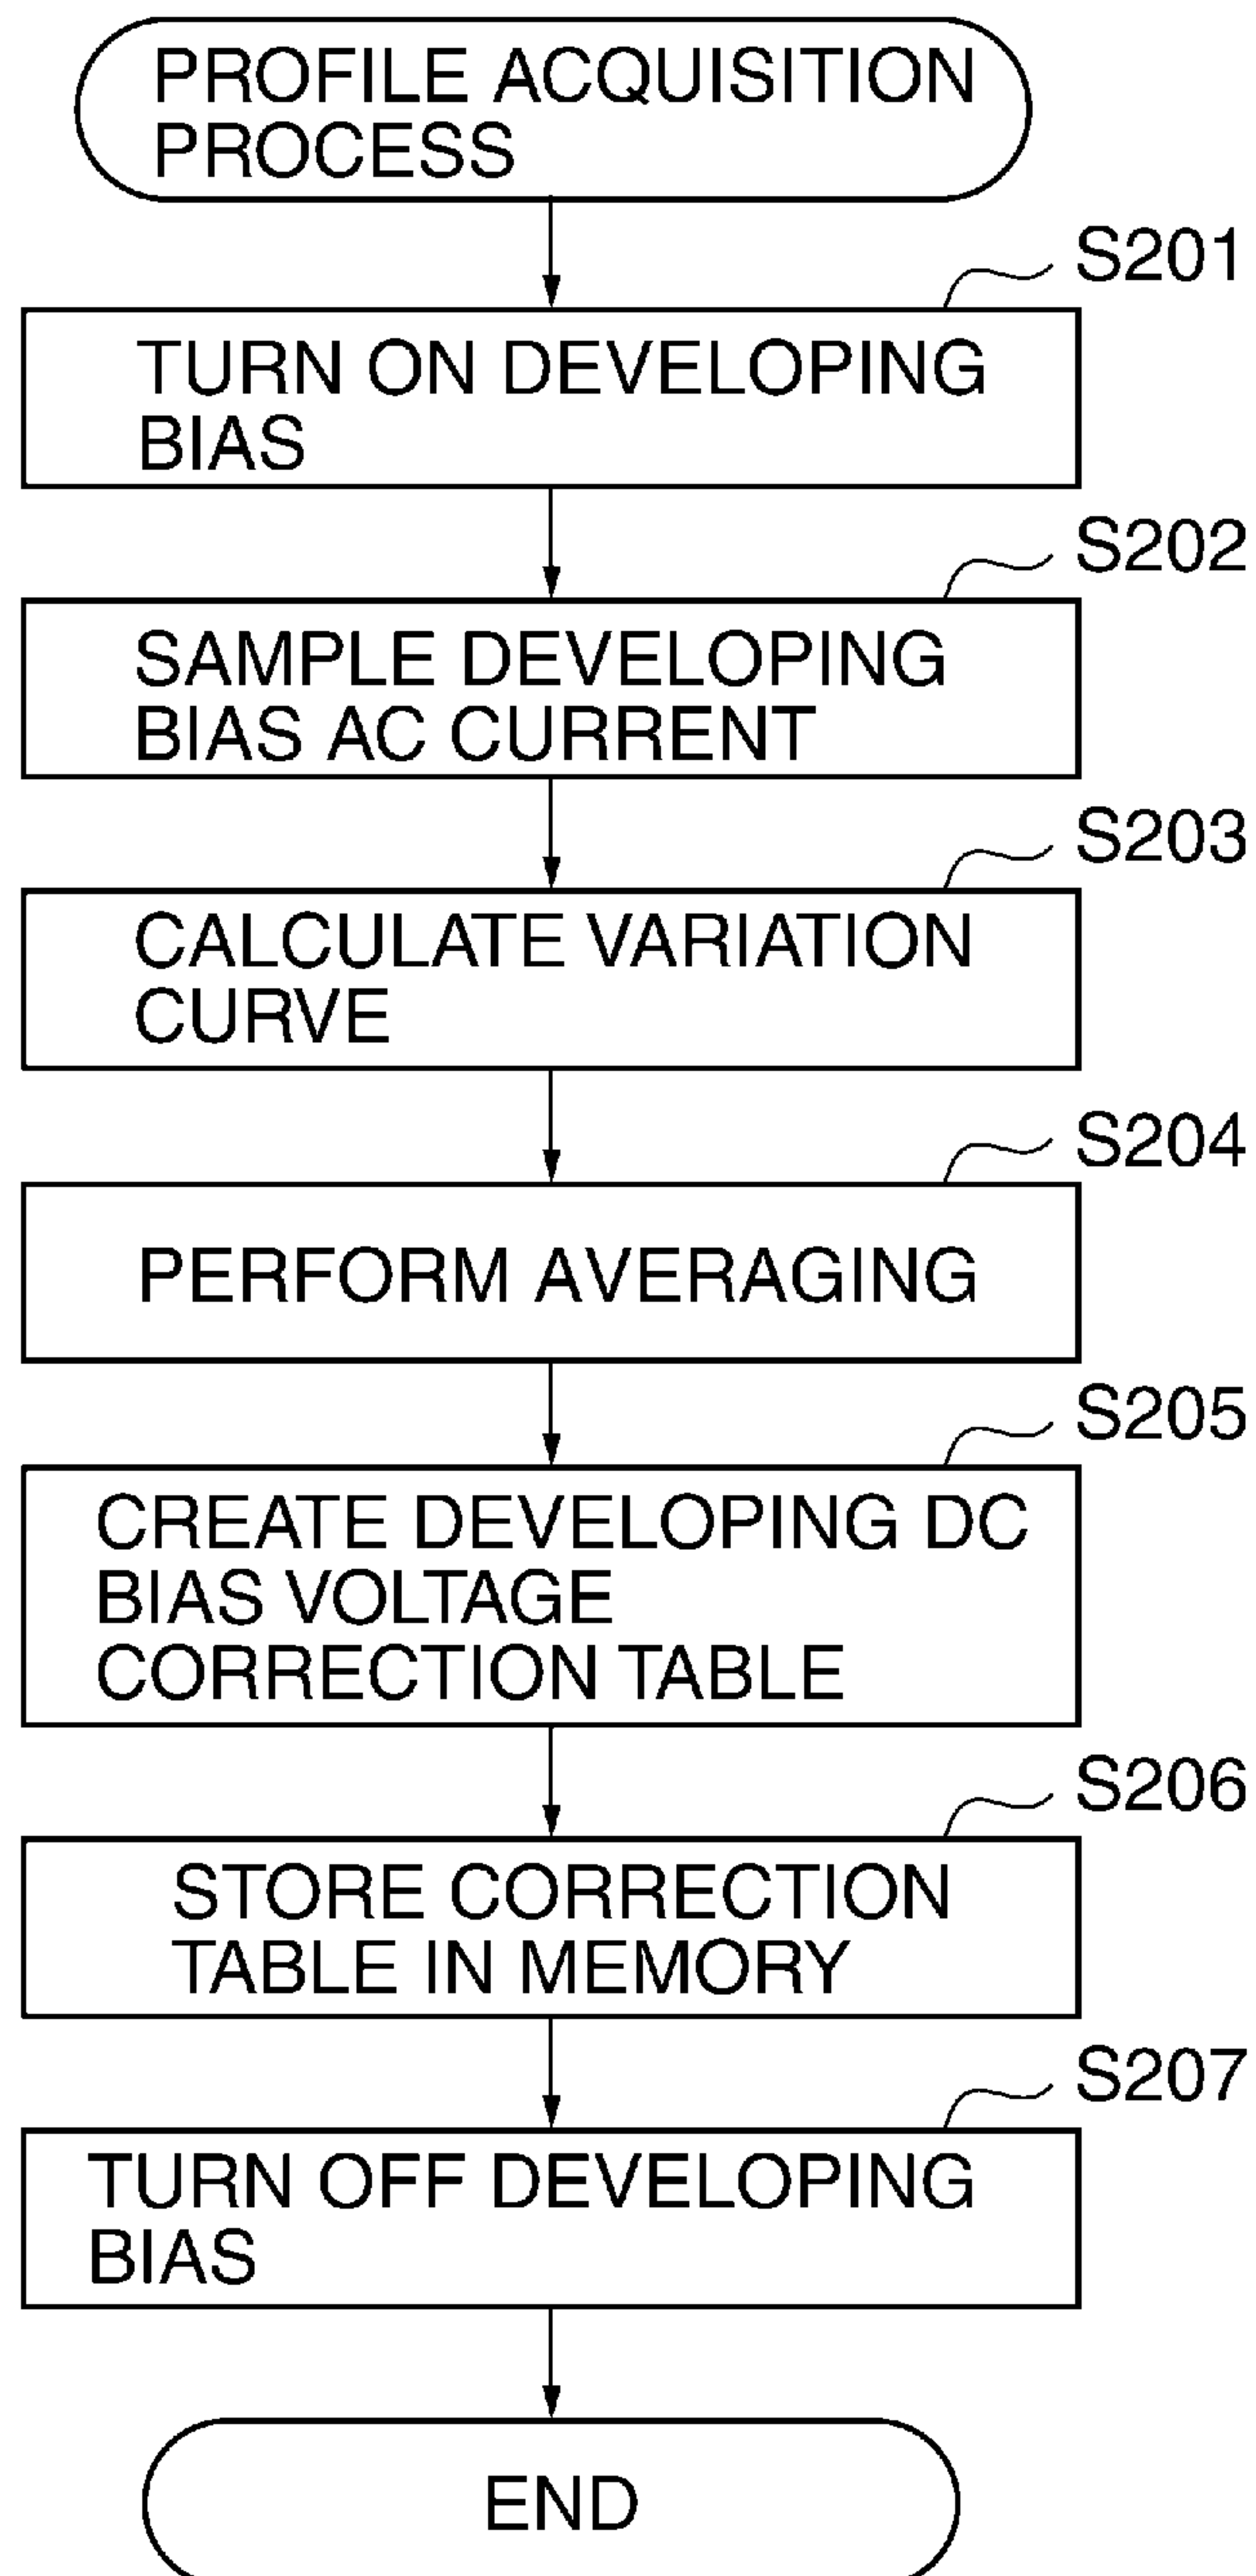 PROFILE ACQUISITION
PROCESS
S201
TURN ON DEVELOPING
BIAS
S202
SAMPLE DEVELOPING
BIAS AC CURRENT
S203
CALCULATE VARIATION
CURVE
S204
PERFORM AVERAGING
S205
CREATE DEVELOPING DC
BIAS VOLTAGE
CORRECTION TABLE
S206
STORE CORRECTION
TABLE IN MEMORY
S207
TURN OFF DEVELOPING
BIAS
END